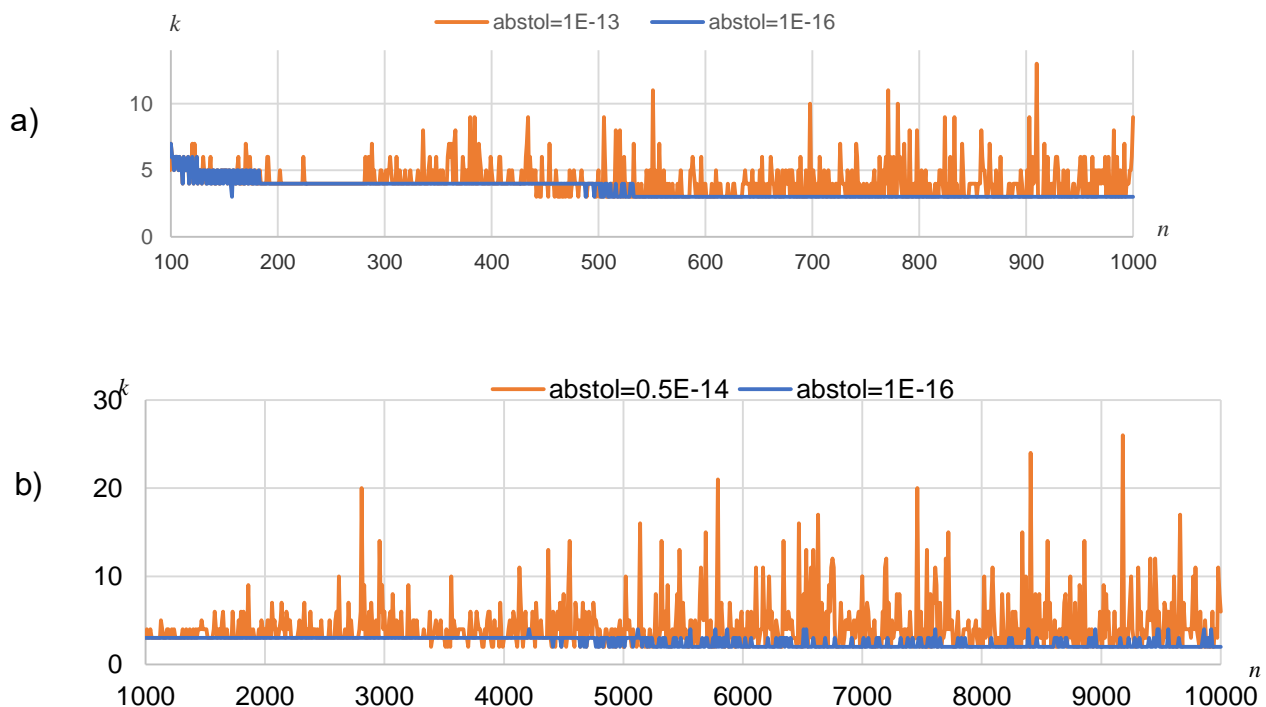 k
abstol=1E-13 abstol=1E-16
a)
10
5
0
n
100 200 300 400 500 600 700 800 900 1000
k
abstol=0.5E-14 abstol=1E-16
30
20
b)
10
0
n
1000 2000 3000 4000 5000 6000 7000 8000 9000 10000